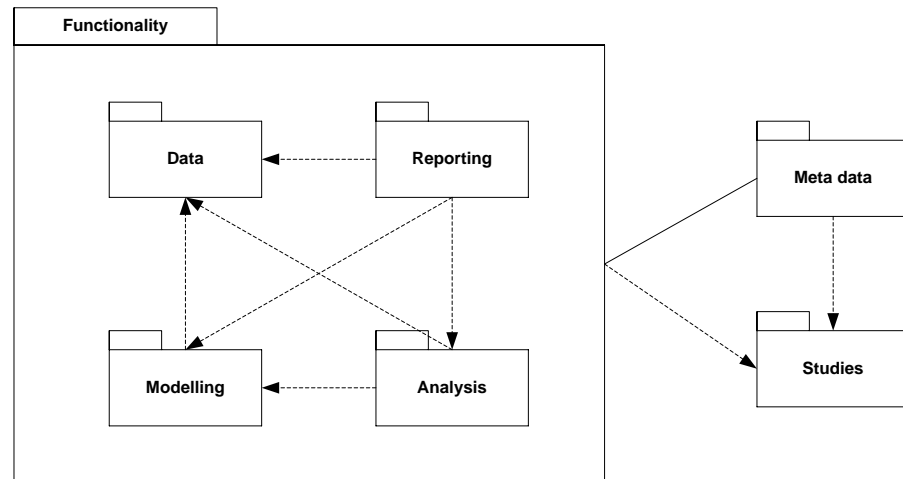 Functionality
Data
Reporting
Meta data
Modelling
Analysis
Studies